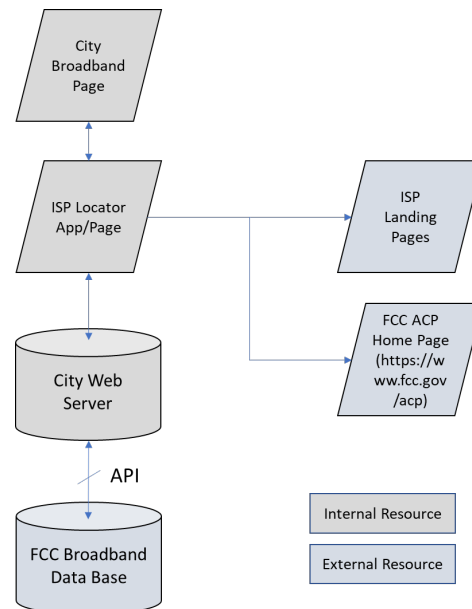 City
Broadband
Page
ISP Locator
App/Page
ISP
Landing
Pages
FCC ACP
Home Page
(https://w
ww.fcc.gov
/acp)
City Web
Server
API
FCC Broadband
Data Base
Internal Resource
External Resource